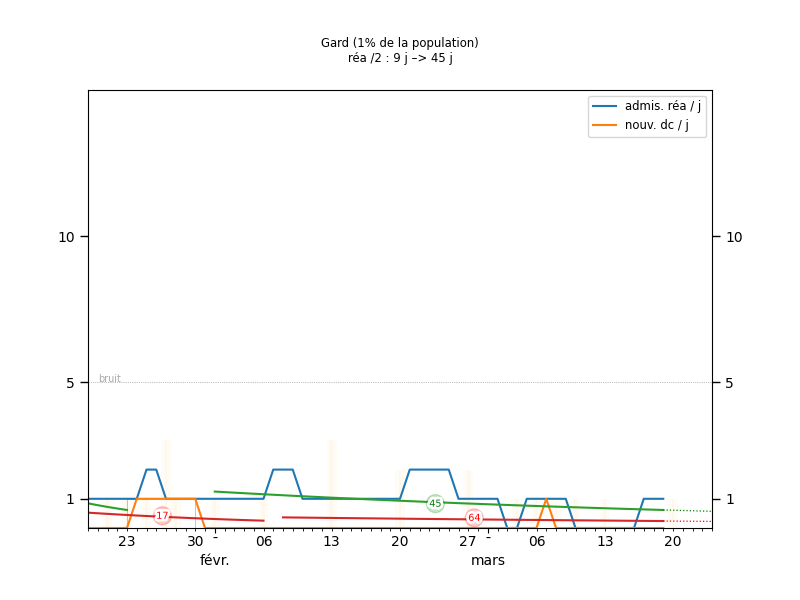 Gard (1% de la population)
réa /2 : 9 j –> 45 j
admis. réa / j
nouv. dc / j
10 10
bruit
5 5
45
1 1
17 64
23 30 - 06 13 20 27 - 06 13 20
févr. mars